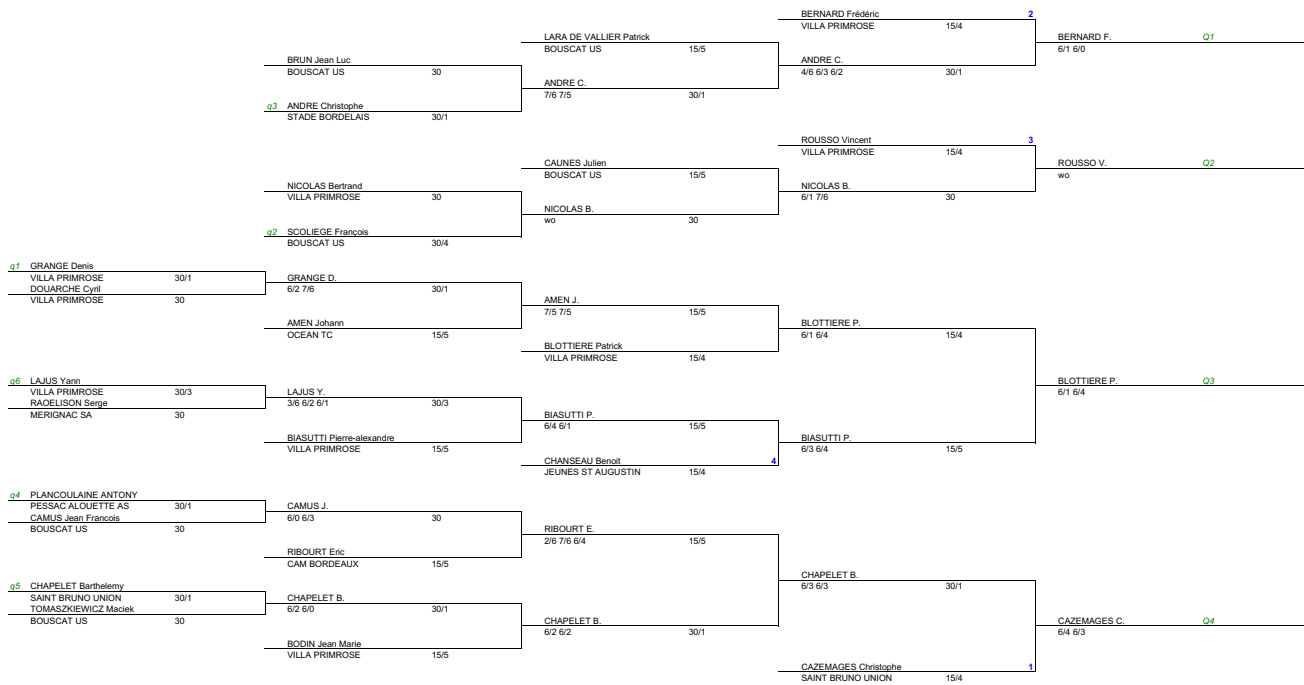 BERNARD Frédéric 2
VILLA PRIMROSE 15/4
LARA DE VALLIER Patrick
BERNARD F. Q1
BOUSCAT US 15/5
6/1 6/0
BRUN Jean Luc
ANDRE C.
BOUSCAT US 30
4/6 6/3 6/2 30/1
ANDRE C.
7/6 7/5 30/1
q3 ANDRE Christophe
STADE BORDELAIS 30/1
ROUSSO Vincent 3
VILLA PRIMROSE 15/4
CAUNES Julien
ROUSSO V. Q2
BOUSCAT US 15/5
wo
NICOLAS Bertrand
NICOLAS B.
VILLA PRIMROSE 30
6/1 7/6 30
NICOLAS B.
wo 30
q2 SCOLIEGE François
BOUSCAT US 30/4
q1 GRANGE Denis
VILLA PRIMROSE 30/1
GRANGE D.
DOUARCHE Cyril
6/2 7/6 30/1
VILLA PRIMROSE 30
AMEN J.
7/5 7/5 15/5
AMEN Johann
BLOTTIERE P.
OCEAN TC 15/5
6/1 6/4 15/4
BLOTTIERE Patrick
VILLA PRIMROSE 15/4
q6 LAJUS Yann
BLOTTIERE P. Q3
VILLA PRIMROSE 30/3
LAJUS Y.
6/1 6/4
RAOELISON Serge
3/6 6/2 6/1 30/3
MERIGNAC SA 30
BIASUTTI P.
6/4 6/1 15/5
BIASUTTI Pierre-alexandre
BIASUTTI P.
VILLA PRIMROSE 15/5
6/3 6/4 15/5
CHANSEAU Benoit 4
JEUNES ST AUGUSTIN 15/4
q4 PLANCOULAINE ANTONY
PESSAC ALOUETTE AS 30/1
CAMUS J.
CAMUS Jean Francois
6/0 6/3 30
BOUSCAT US 30
RIBOURT E.
2/6 7/6 6/4 15/5
RIBOURT Eric
CAM BORDEAUX 15/5
CHAPELET B.
q5 CHAPELET Barthelemy
6/3 6/3 30/1
SAINT BRUNO UNION 30/1
CHAPELET B.
TOMASZKIEWICZ Maciek
6/2 6/0 30/1
BOUSCAT US 30
CHAPELET B.
CAZEMAGES C. Q4
6/2 6/2 30/1
6/4 6/3
BODIN Jean Marie
VILLA PRIMROSE 15/5
CAZEMAGES Christophe 1
SAINT BRUNO UNION 15/4